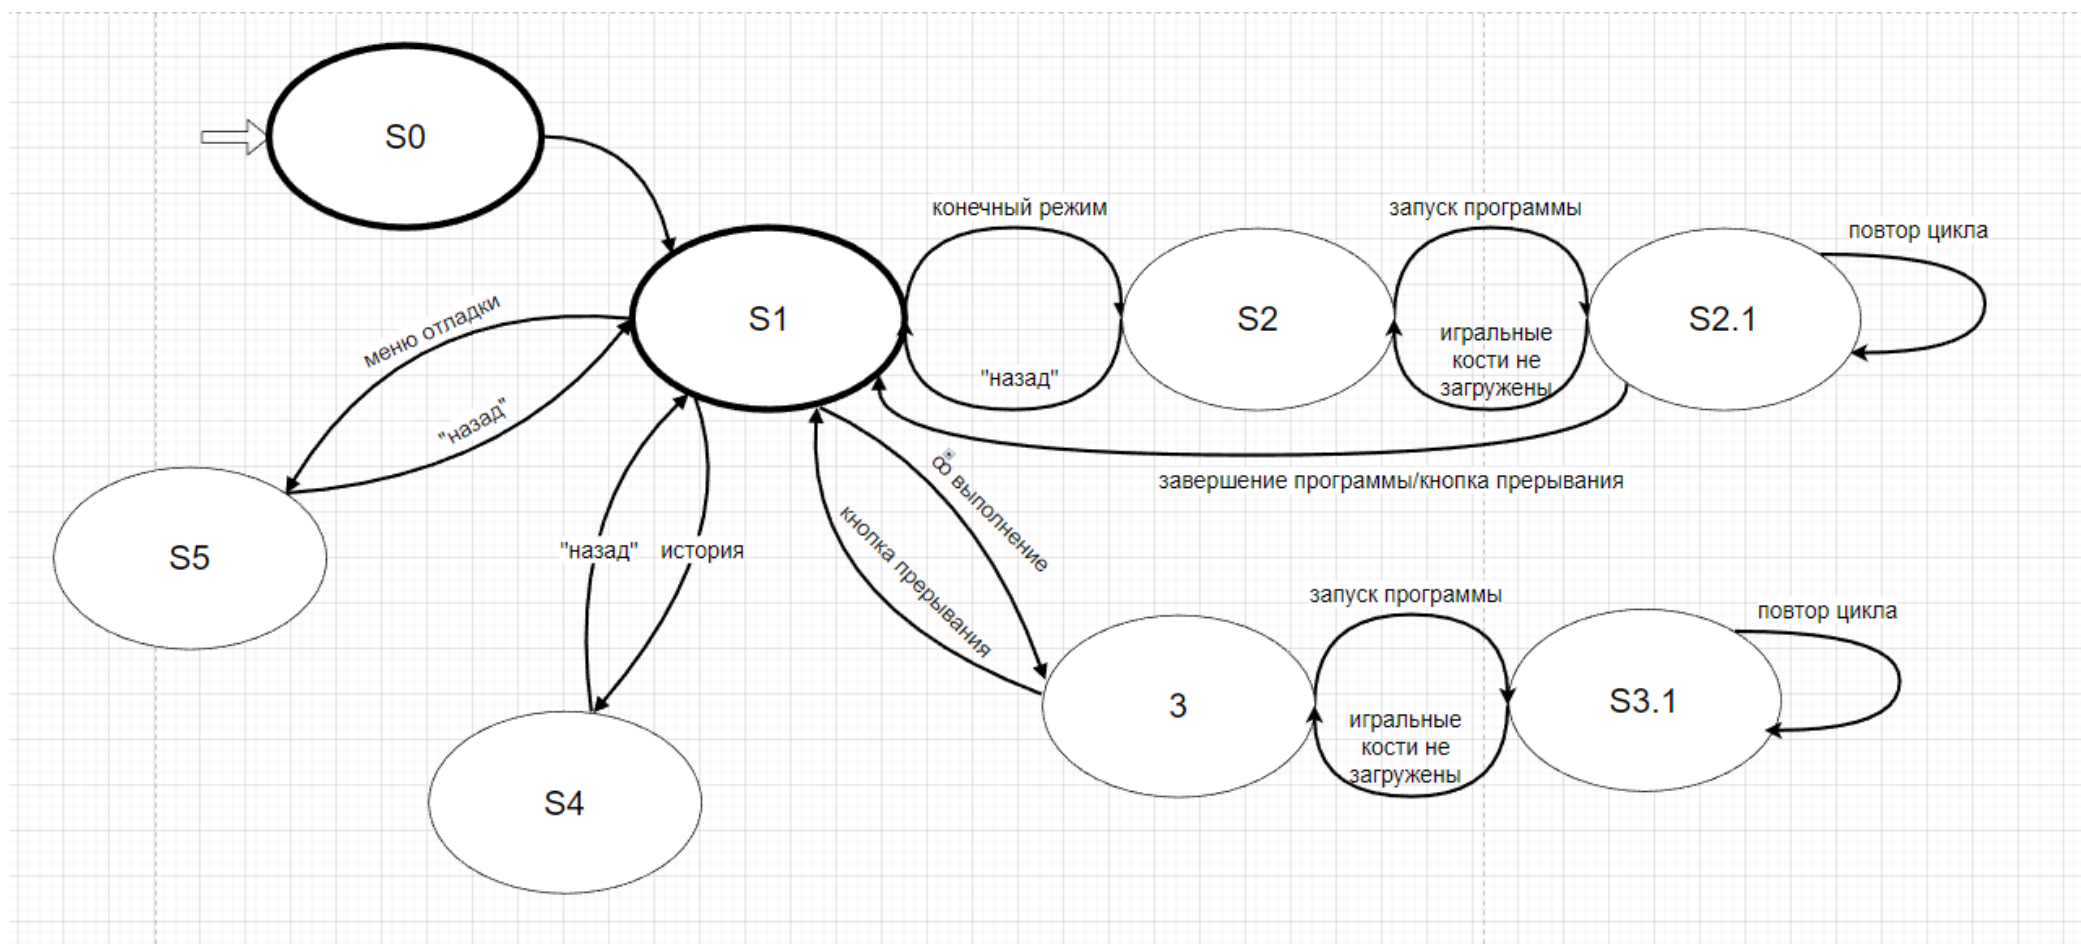 S0
конечный режим
запуск программы
повтор цикла
S1
S2
S2.1
меню отладки
игральные
кости не
загружены
"назад"
"назад"
завершение программы/кнопка прерывания
∞ выполнение
кнопка прерывания
S5
"назад"
история
запуск программы
повтор цикла
3
S3.1
игральные
кости не
загружены
S4